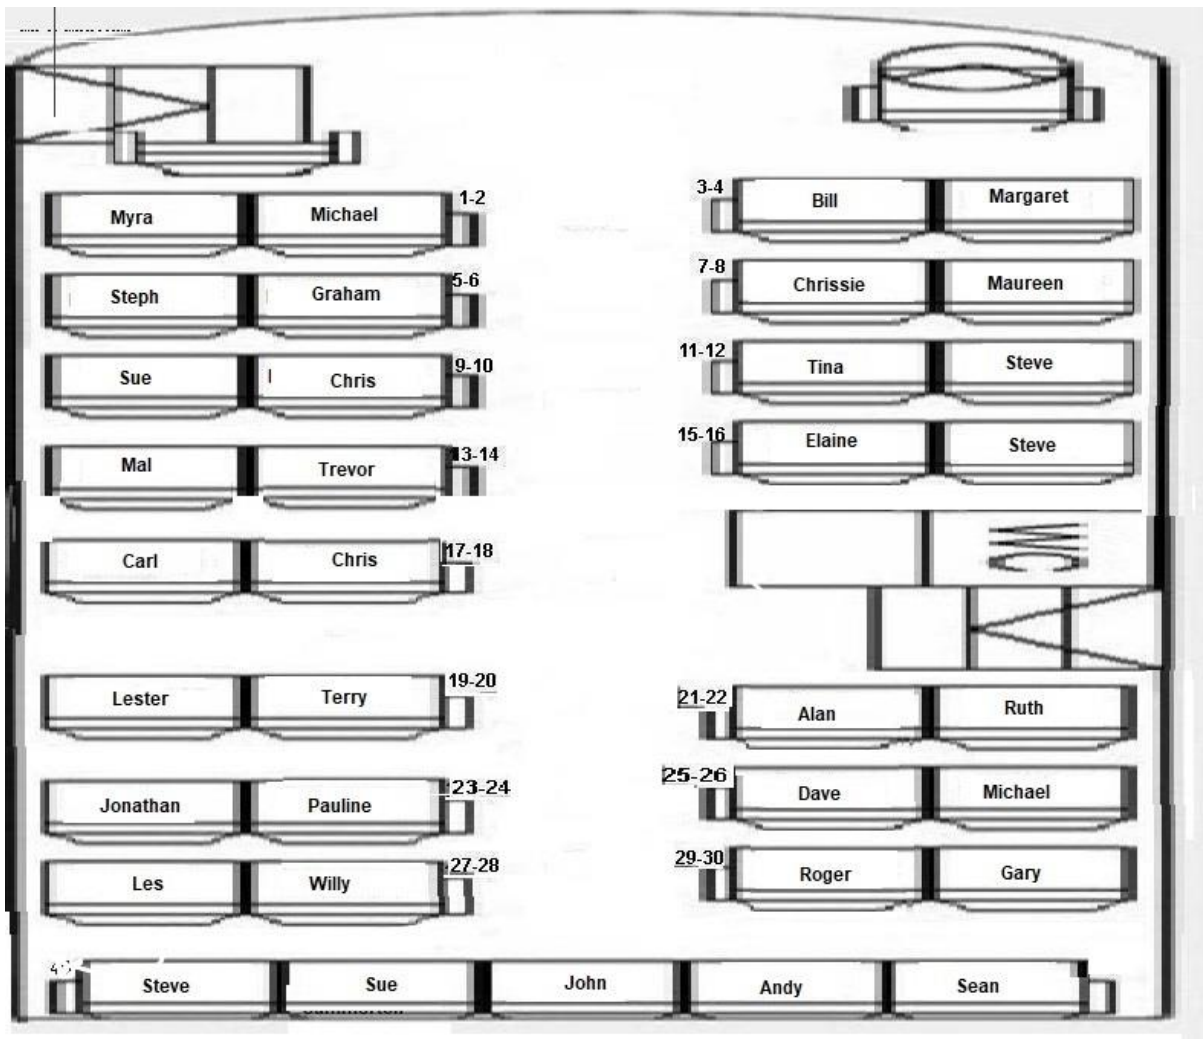 1-2
3-4
Myra Michael
Bill Margaret
5-6
7-8
Steph Graham
Chrissie Maureen
9-10
11-12
Sue Chris
Tina Steve
13-14
15-16
Mal Trevor
Elaine Steve
17-18
Carl Chris
WC
19-20
21-22
Lester Terry
Alan Ruth
23-24
25-26
Jonathan Pauline
Dave Michael
27-28
29-30
Les Willy
Roger Gary
Steve Sue John Andy Sean